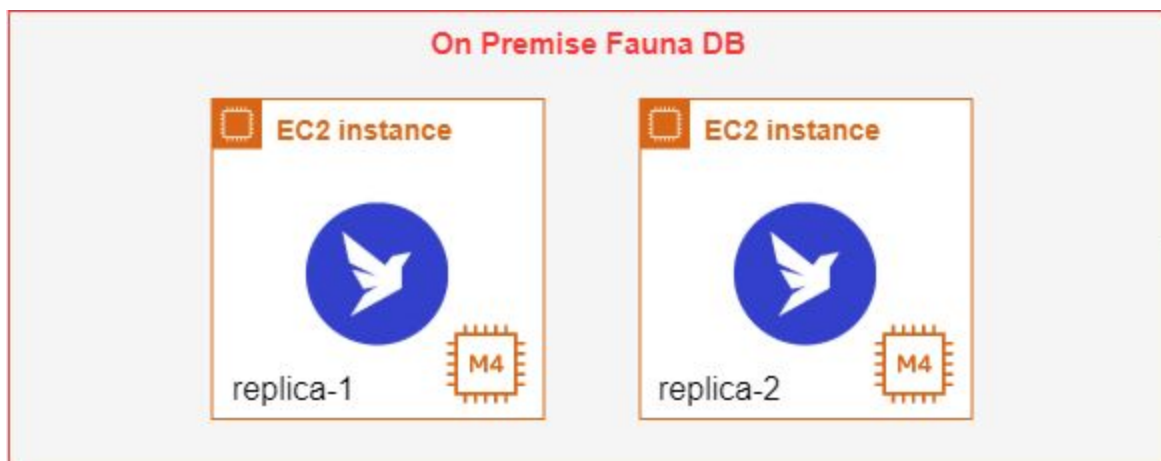 On Premise Fauna DB
EC2 instance
EC2 instance
M4
M4
replica-1
replica-2